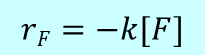 r_F = −k[F]